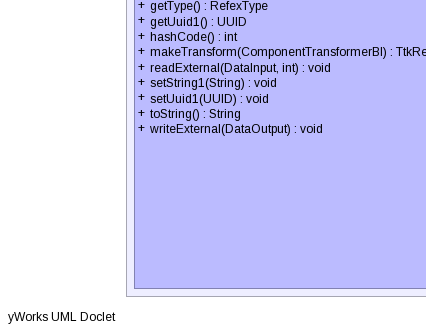 + getType() : RefexType
+ getUuid1() : UUID
+ hashCode() : int
+ makeTransform(ComponentTransformerBI) : TtkRe
+ readExternal(DataInput, int) : void
+ setString1(String) : void
+ setUuid1(UUID) : void
+ toString() : String
+ writeExternal(DataOutput) : void
yWorks UML Doclet